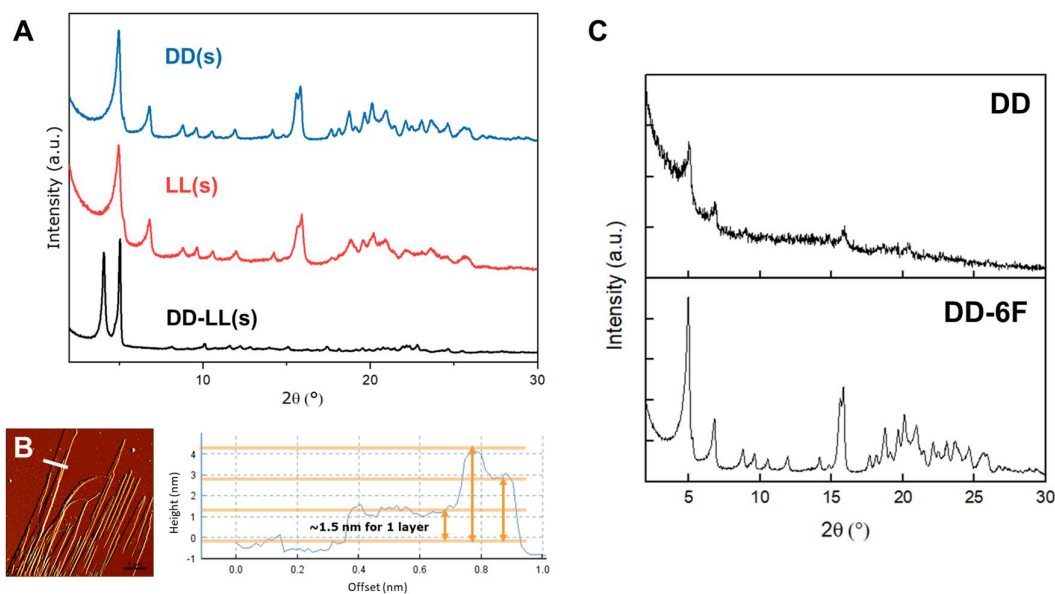 A
DD(s)
LL(s)
DD-LL(s)
Intensity (a.u.)
10
20
30
2θ (°)
B
4
3
2
1
0
-1
Height (nm)
~1.5 nm for 1 layer
0.0
0.2
0.4
0.6
0.8
1.0
Offset (nm)
C
DD
DD-6F
Intensity (a.u.)
5
10
15
20
25
30
2θ (°)